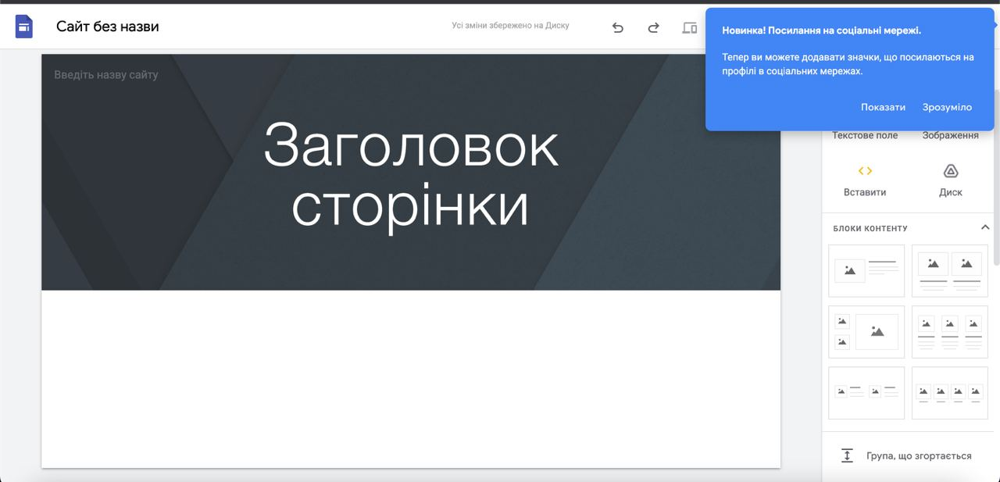 Сайт без назви
Усі зміни збережено на Диску
Новинка! Посилання на соціальні мережі.
Тепер ви можете додавати значки, що посилаються на
профілі в соціальних мережах.
Показати
Зрозуміло
Введіть назву сайту
Заголовок
сторінки
Текстове поле
Зображення
Вставити
Диск
БЛОКИ КОНТЕНТУ
Група, що згортається